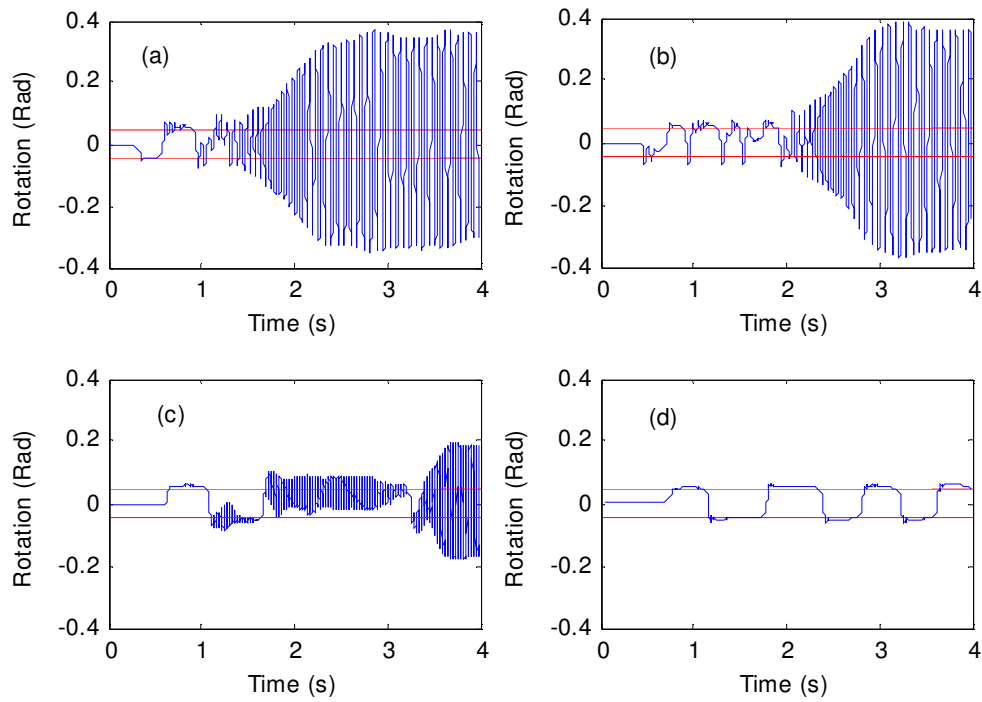 0.4
(a)
0.2
0
-0.2
-0.4
Rotation (Rad)
0 1 2 3 4
Time (s)
0.4
(b)
0.2
0
-0.2
-0.4
Rotation (Rad)
0 1 2 3 4
Time (s)
0.4
(c)
0.2
0
-0.2
-0.4
Rotation (Rad)
0 1 2 3 4
Time (s)
0.4
(d)
0.2
0
-0.2
-0.4
Rotation (Rad)
0 1 2 3 4
Time (s)